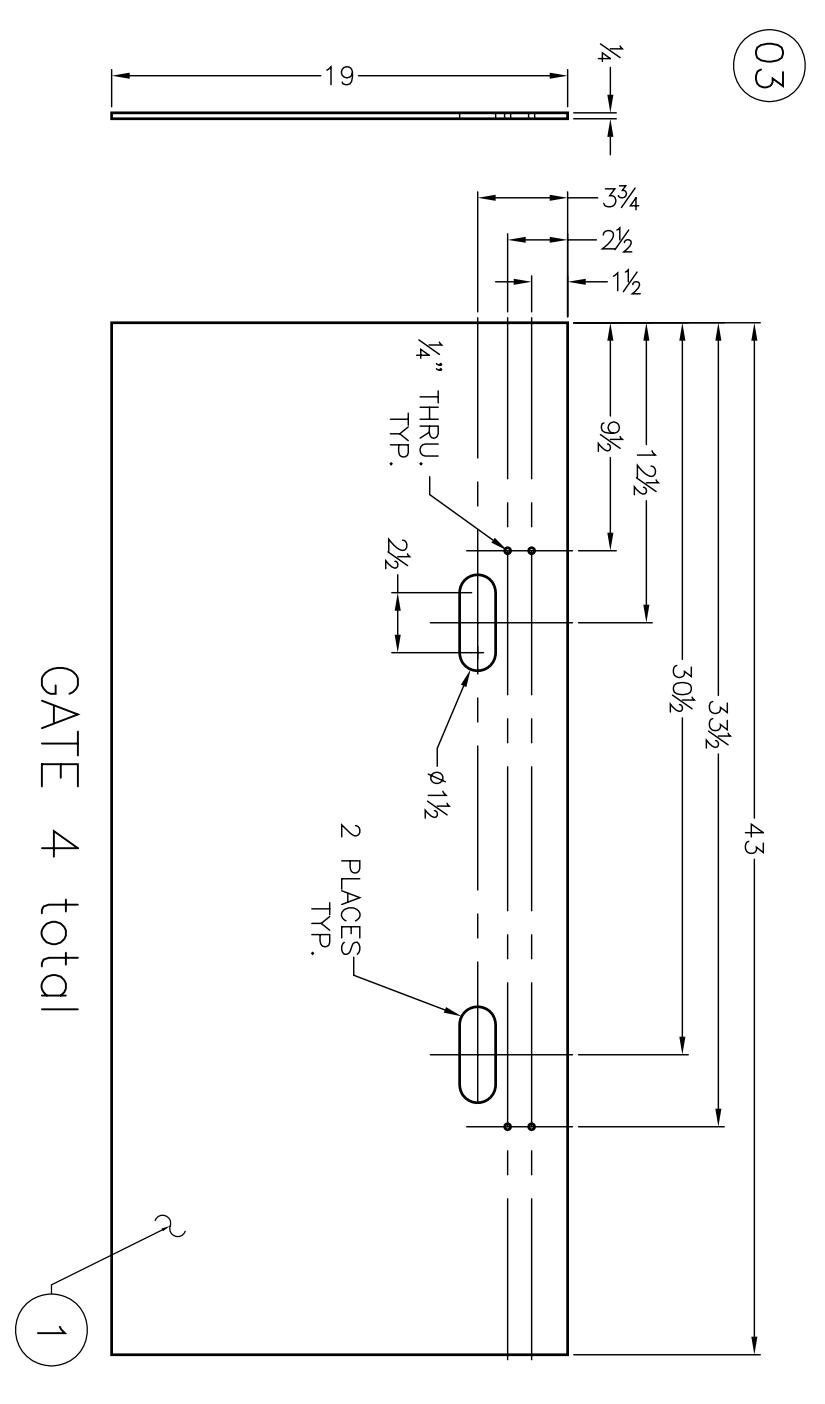 03
43
33½
30½
12½
9½
¼
19
3¾
2½
1½
¼" THRU.
TYP.
2½
ø1½
2 PLACES
TYP.
1
GATE 4 total